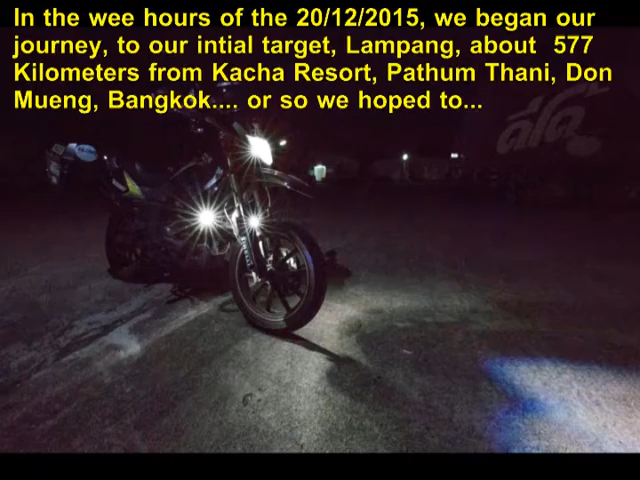 In the wee hours of the 20/12/2015, we began our
journey, to our intial target, Lampang, about  577
Kilometers from Kacha Resort, Pathum Thani, Don
Mueng, Bangkok.... or so we hoped to...